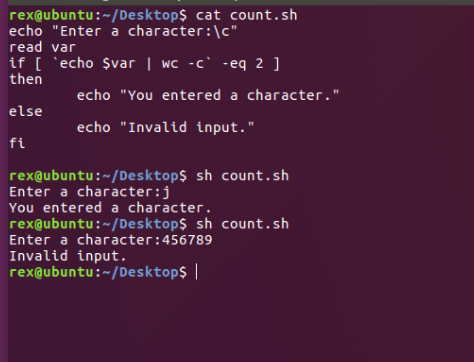 rex@ubuntu:~/Desktop$ cat count.sh
echo "Enter a character:\c"
read var
if [ `echo $var | wc -c` -eq 2 ]
then
        echo "You entered a character."
else
        echo "Invalid input."
fi
rex@ubuntu:~/Desktop$ sh count.sh
Enter a character:j
You entered a character.
rex@ubuntu:~/Desktop$ sh count.sh
Enter a character:456789
Invalid input.
rex@ubuntu:~/Desktop$